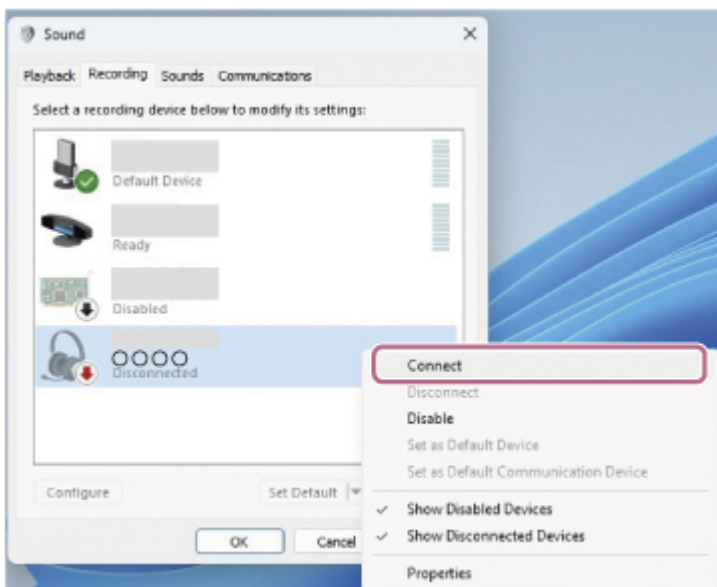 Sound
Playback Recording Sounds Communications
Select a recording device below to modify its settings:
Default Device
Ready
Disabled
○○○○
Disconnected
Configure
Set Default
OK
Cancel
Connect
Disconnect
Disable
Set as Default Device
Set as Default Communication Device
✓ Show Disabled Devices
✓ Show Disconnected Devices
Properties